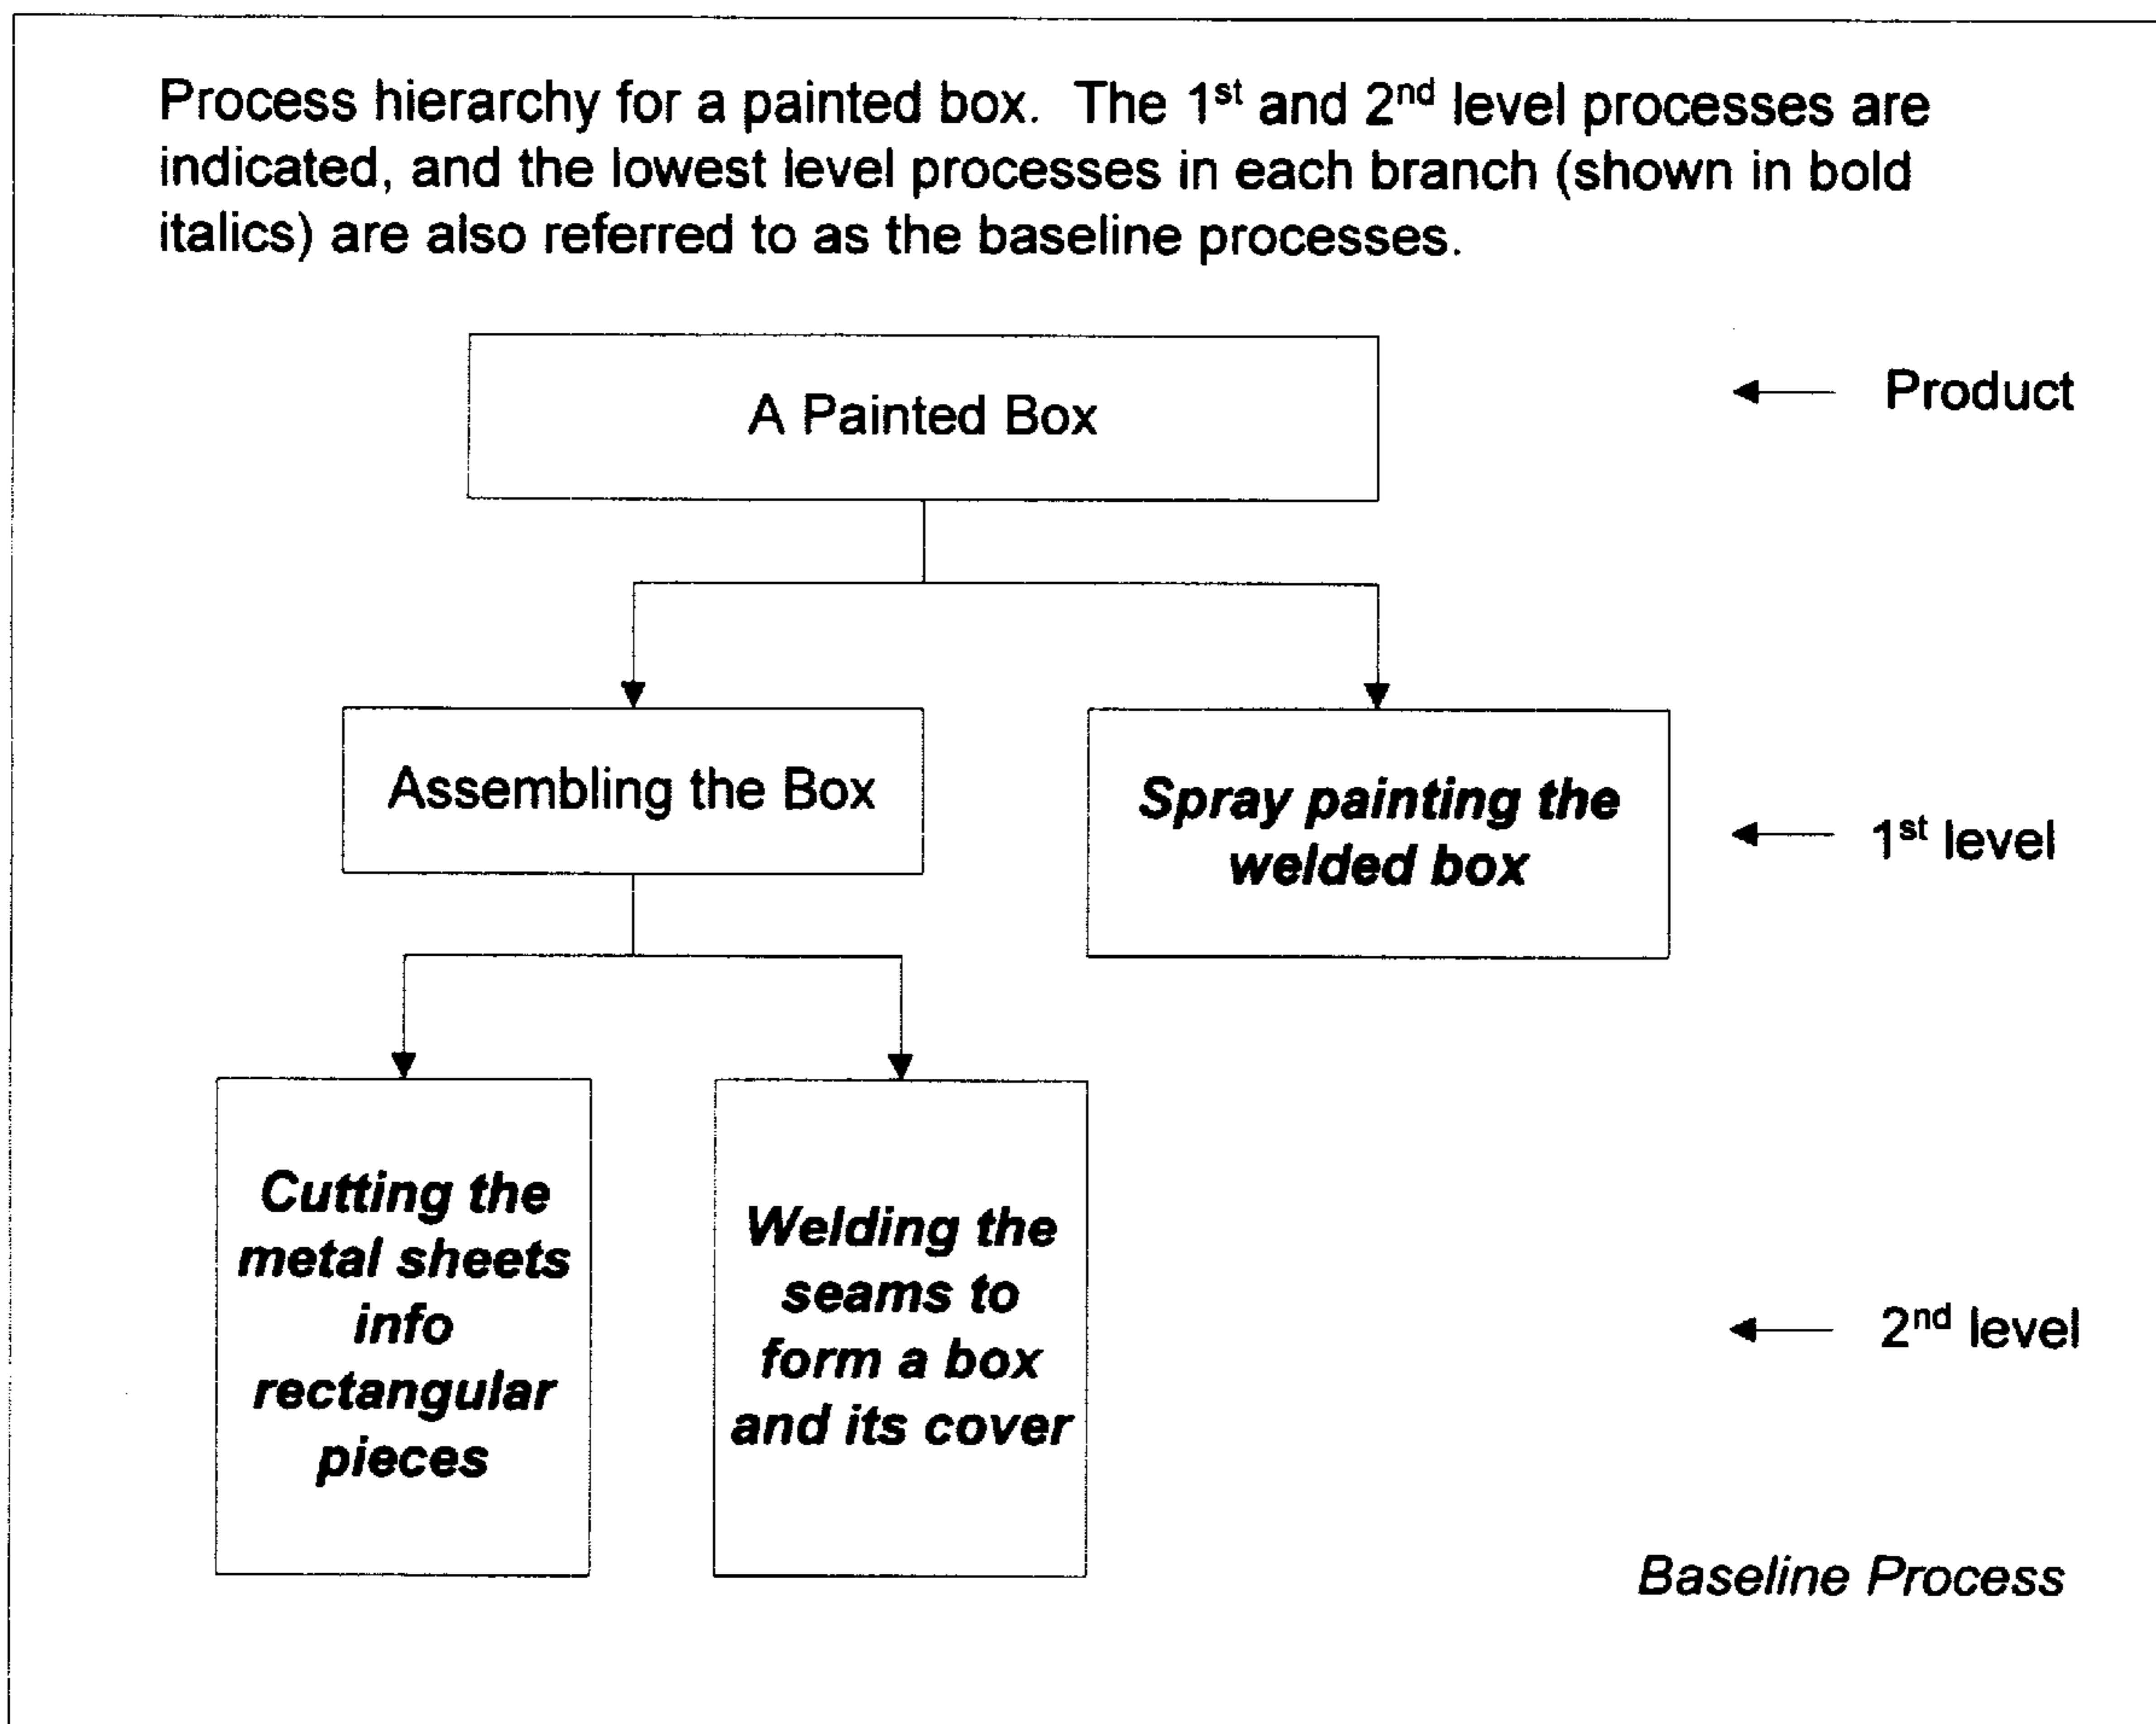 Process hierarchy for a painted box. The 1st and 2nd level processes are
indicated, and the lowest level processes in each branch (shown in bold
italics) are also referred to as the baseline processes.
A Painted Box
Product
Assembling the Box
Spray painting the
welded box
1st level
Cutting the
metal sheets
info
rectangular
pieces
Welding the
seams to
form a box
and its cover
2nd level
Baseline Process